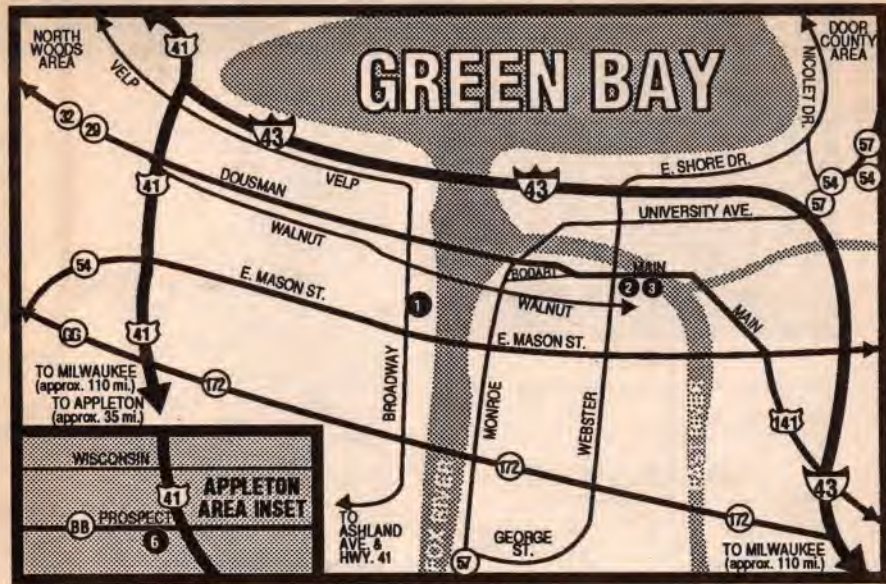 NORTH
WOODS
AREA
VELP
41
GREEN BAY
NICOLET DR.
DOOR
COUNTY
AREA
32
29
43
57
41
DOUSMAN
VELP
43
E. SHORE DR.
54
54
57
WALNUT
UNIVERSITY AVE.
54
E. MASON ST.
BODART
MAIN
1
2
3
WALNUT
MAIN
GG
41
E. MASON ST.
TO MILWAUKEE
(approx. 110 mi.)
TO APPLETON
(approx. 35 mi.)
172
BROADWAY
MONROE
WEBSTER
EAST RIVER
141
WISCONSIN
41
APPLETON
AREA INSET
BB
PROSPECT
6
172
43
TO
ASHLAND
AVE. &
HWY. 41
FOX RIVER
GEORGE
ST.
57
172
TO MILWAUKEE
(approx. 110 mi.)